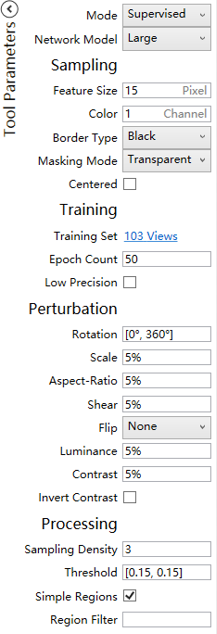 Tool Parameters
Mode Supervised
Network Model Large
Sampling
Feature Size 15 Pixel
Color 1 Channel
Border Type Black
Masking Mode Transparent
Centered
Training
Training Set 103 Views
Epoch Count 50
Low Precision
Perturbation
Rotation [0°, 360°]
Scale 5%
Aspect-Ratio 5%
Shear 5%
Flip None
Luminance 5%
Contrast 5%
Invert Contrast
Processing
Sampling Density 3
Threshold [0.15, 0.15]
Simple Regions
Region Filter